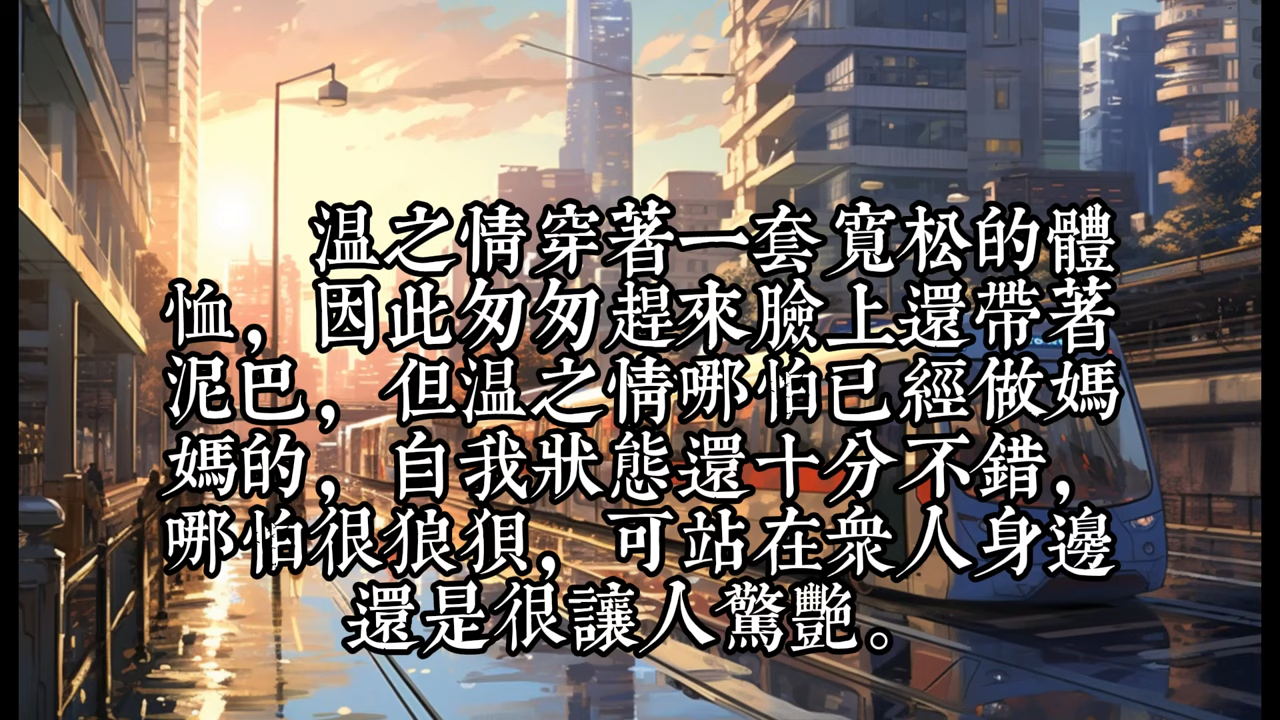 温之情穿著一套寬松的體
恤，因此匆匆趕來臉上還帶著
泥巴，但温之情哪怕已經做媽
媽的，自我狀態還十分不錯，
哪怕很狼狽，可站在衆人身邊
還是很讓人驚艷。